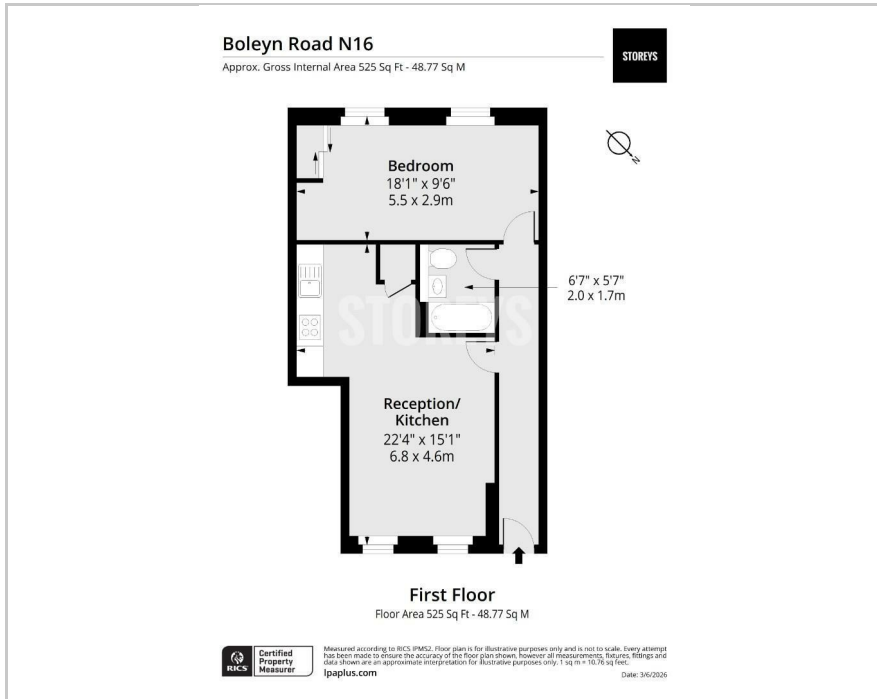 Boleyn Road N16
Approx. Gross Internal Area 525 Sq Ft - 48.77 Sq M
STOREYS
N
Bedroom
18'1" x 9'6"
5.5 x 2.9m
6'7" x 5'7"
2.0 x 1.7m
STOREYS
Reception/
Kitchen
22'4" x 15'1"
6.8 x 4.6m
First Floor
Floor Area 525 Sq Ft - 48.77 Sq M
RICS
Certified
Property
Measurer
Measured according to RICS IPMS2. Floor plan is for illustrative purposes only and is not to scale. Every attempt
has been made to ensure the accuracy of the floor plan shown, however all measurements, fixtures, fittings and
data shown are an approximate interpretation for illustrative purposes only. 1 sq m = 10.76 sq feet.
lpaplus.com
Date: 3/6/2026